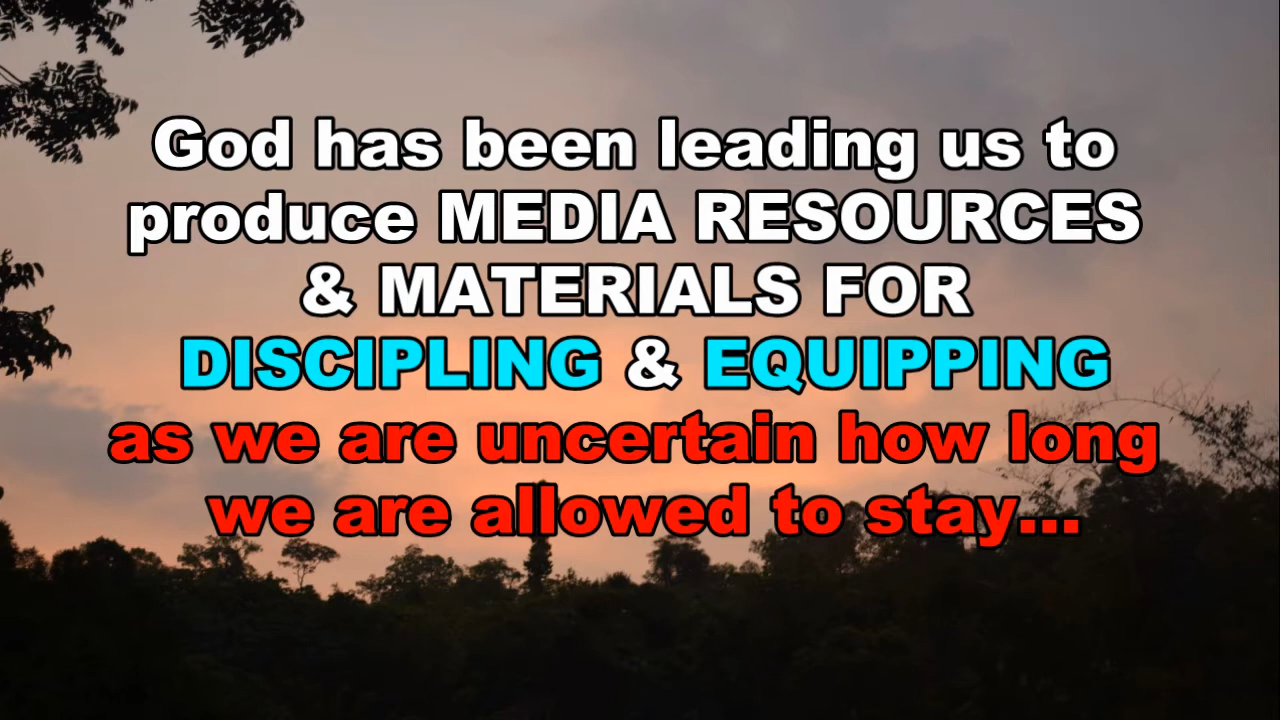 God has been leading us to
produce MEDIA RESOURCES
& MATERIALS FOR
DISCIPLING & EQUIPPING
as we are uncertain how long
we are allowed to stay...